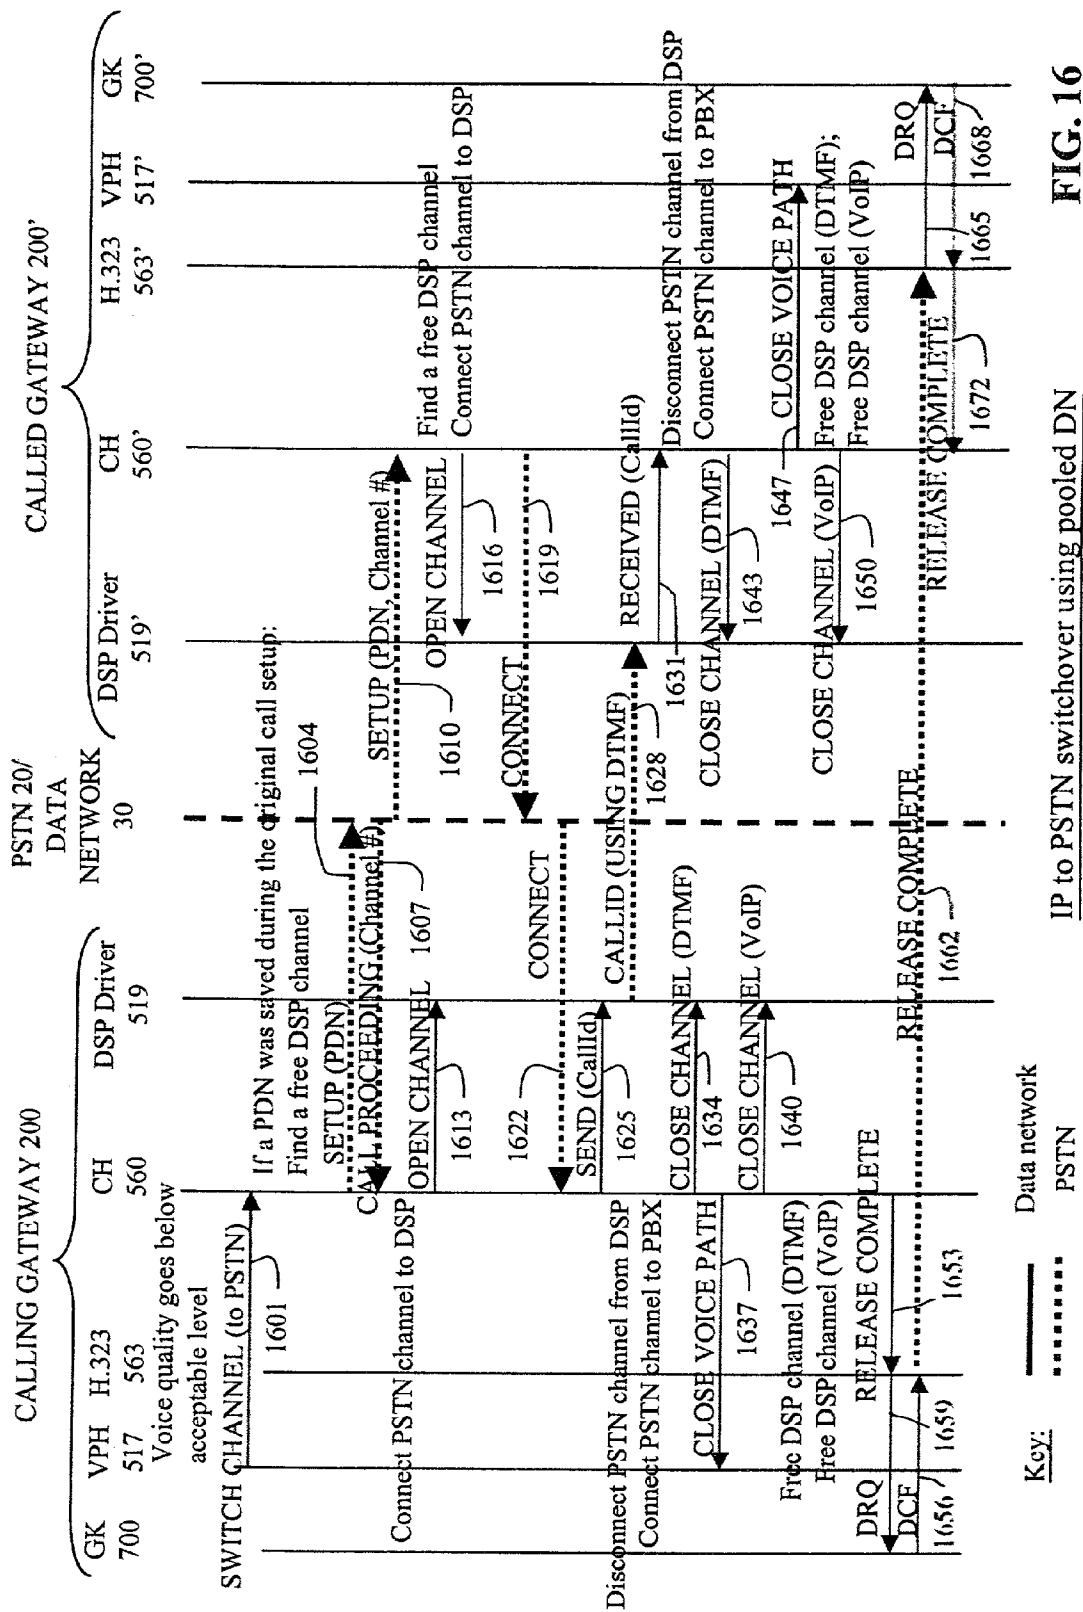 CALLING GATEWAY 200
PSTN 20/
DATA
NETWORK
30
CALLED GATEWAY 200'
GK
700
VPH
517
H.323
563
CH
560
DSP Driver
519
DSP Driver
519'
CH
560'
H.323
563'
VPH
517'
GK
700'
Voice quality goes below
acceptable level
SWITCH CHANNEL (to PSTN)
1601
If a PDN was saved during the original call setup:
Find a free DSP channel
1604
SETUP (PDN)
CALL PROCEEDING (Channel #)
1607
SETUP (PDN, Channel #)
1610
Connect PSTN channel to DSP
OPEN CHANNEL
1613
Find a free DSP channel
Connect PSTN channel to DSP
OPEN CHANNEL
1616
CONNECT
1619
CONNECT
1622
SEND (CallId)
1625
CALLID (USING DTMF)
1628
RECEIVED (CallId)
1631
Disconnect PSTN channel from DSP
Connect PSTN channel to PBX
Disconnect PSTN channel from DSP
Connect PSTN channel to PBX
CLOSE CHANNEL (DTMF)
1634
CLOSE VOICE PATH
1637
CLOSE CHANNEL (VoIP)
1640
CLOSE CHANNEL (DTMF)
1643
1647
CLOSE VOICE PATH
CLOSE CHANNEL (VoIP)
1650
Free DSP channel (DTMF);
Free DSP channel (VoIP)
Free DSP channel (DTMF)
Free DSP channel (VoIP)
RELEASE COMPLETE
1653
DRQ
DCF
1656
1659
RELEASE COMPLETE
1662
RELEASE COMPLETE
DRQ
DCF
1665
1668
1672
Key:
Data network
PSTN
IP to PSTN switchover using pooled DN
FIG. 16